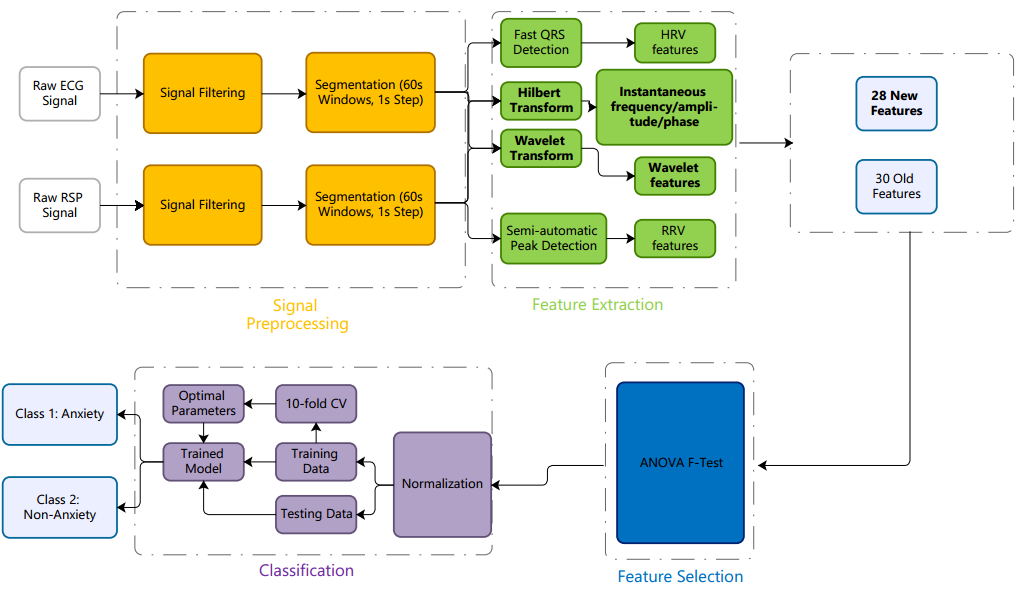 Raw ECG
Signal
Signal Filtering
Segmentation (60s
Windows, 1s Step)
Raw RSP
Signal
Signal Filtering
Segmentation (60s
Windows, 1s Step)
Signal
Preprocessing
Fast QRS
Detection
HRV
features
Hilbert
Transform
Instantaneous
frequency/ampli-
tude/phase
Wavelet
Transform
Wavelet
features
Semi-automatic
Peak Detection
RRV
features
Feature Extraction
28 New
Features
30 Old
Features
ANOVA F-Test
Feature Selection
Normalization
Training
Data
Testing Data
10-fold CV
Optimal
Parameters
Trained
Model
Classification
Class 1: Anxiety
Class 2:
Non-Anxiety